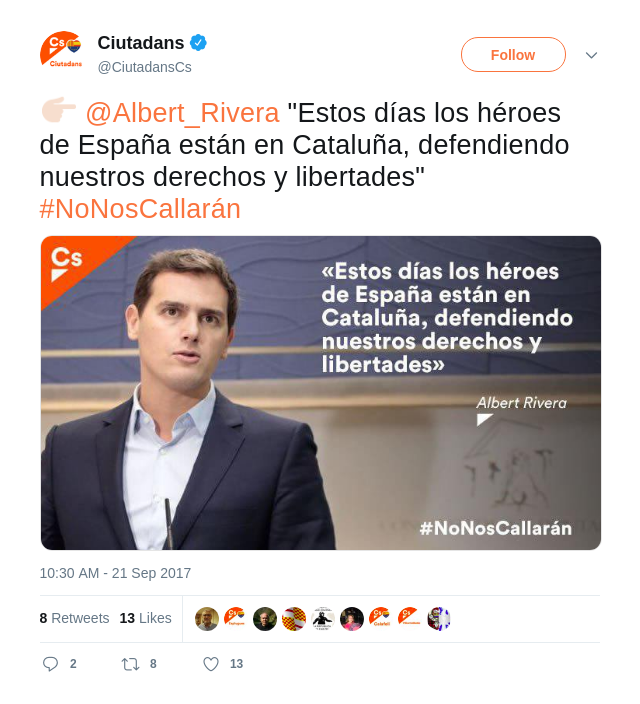 Cs
Ciutadans
Ciutadans
@CiutadansCs
Follow
@Albert_Rivera "Estos días los héroes
de España están en Cataluña, defendiendo
nuestros derechos y libertades"
#NoNosCallarán
Cs
«Estos días los héroes
de España están en
Cataluña, defendiendo
nuestros derechos y
libertades»
Albert Rivera
#NoNosCallarán
10:30 AM - 21 Sep 2017
8 Retweets 13 Likes
2 8 13